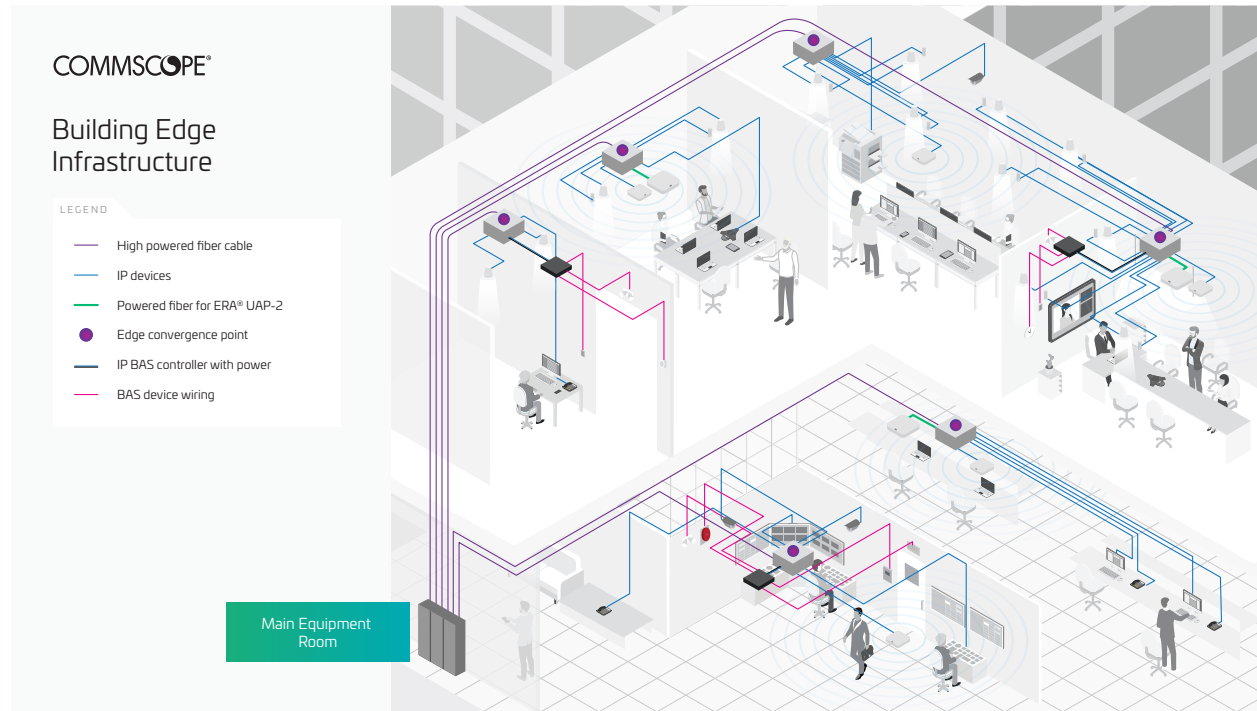 COMMSCOPE®
Building Edge
Infrastructure
LEGEND
High powered fiber cable
IP devices
Powered fiber for ERA® UAP-2
Edge convergence point
IP BAS controller with power
BAS device wiring
Main Equipment
Room